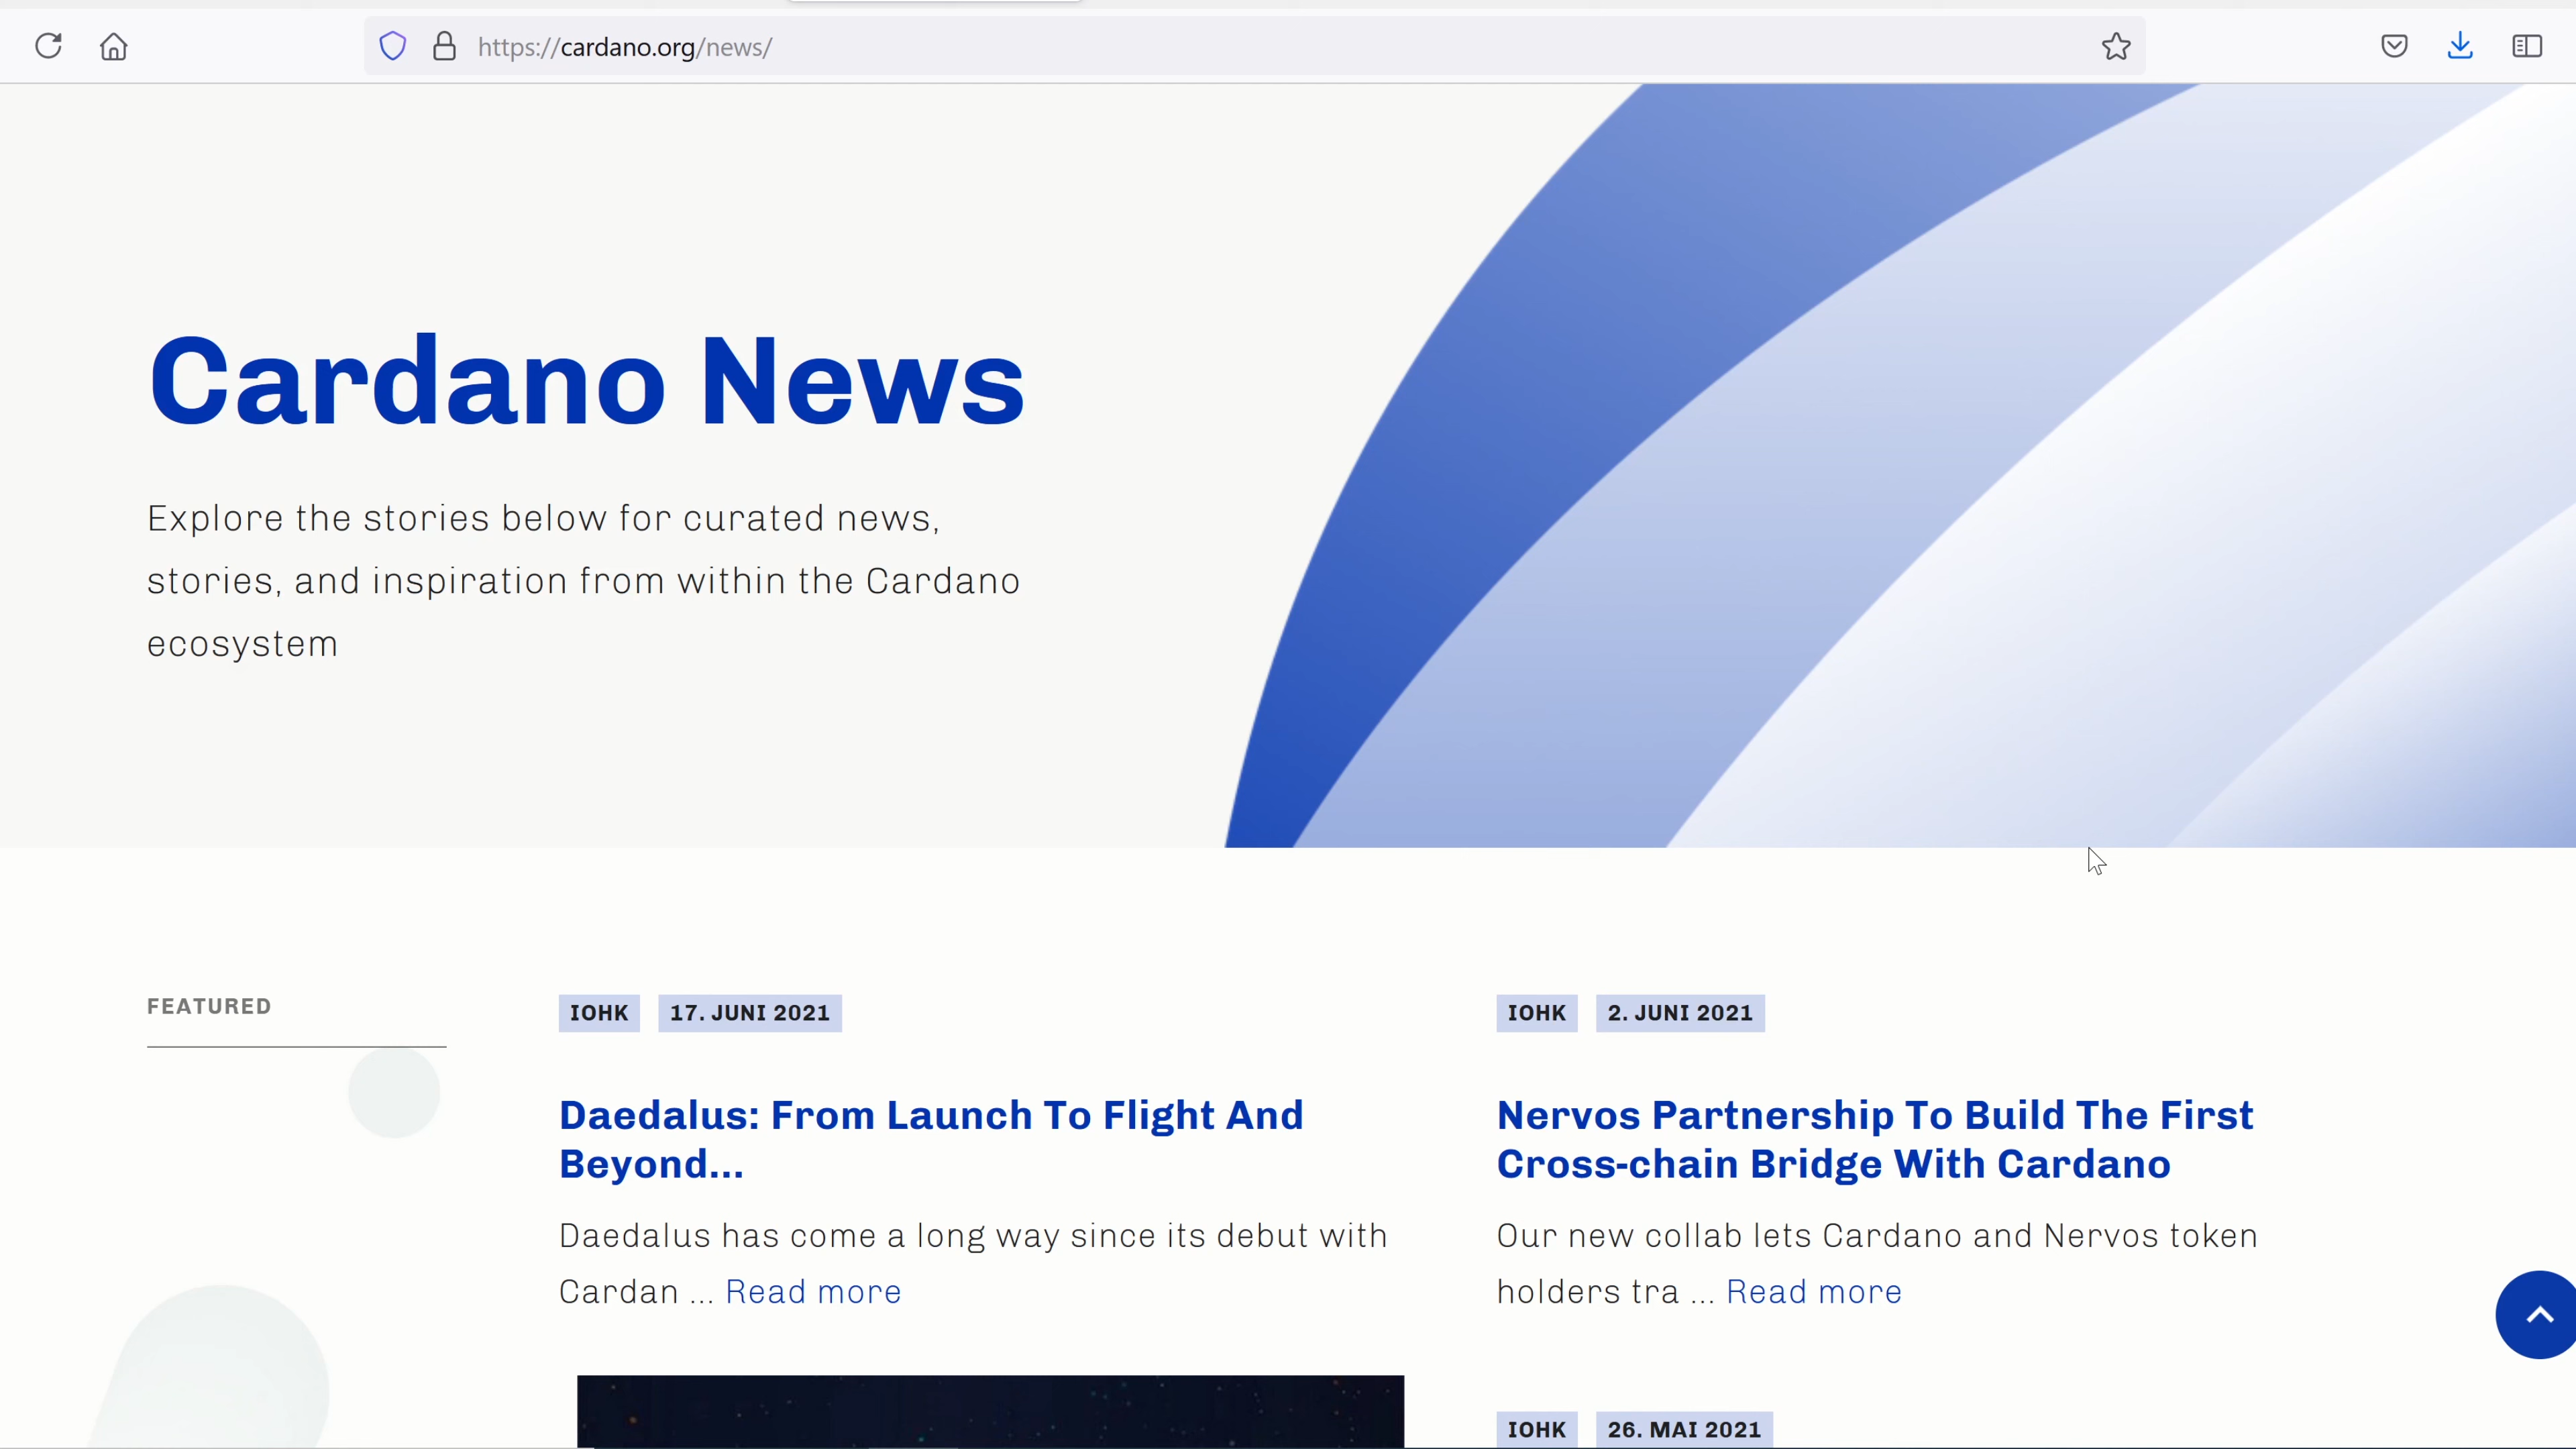 https://cardano.org/news/
Cardano News
Explore the stories below for curated news,
stories, and inspiration from within the Cardano
ecosystem
FEATURED
IOHK 17. JUNI 2021
Daedalus: From Launch To Flight And
Beyond...
Daedalus has come a long way since its debut with
Cardan ... Read more
IOHK 2. JUNI 2021
Nervos Partnership To Build The First
Cross-chain Bridge With Cardano
Our new collab lets Cardano and Nervos token
holders tra ... Read more
IOHK 26. MAI 2021